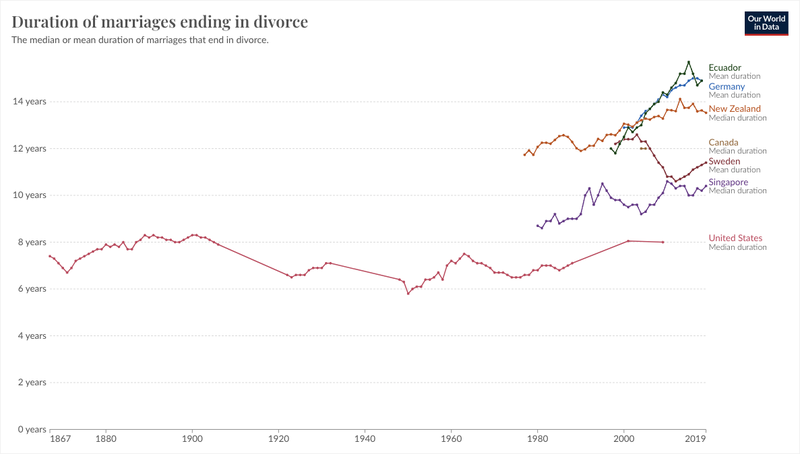 Duration of marriages ending in divorce
The median or mean duration of marriages that end in divorce.
Our World
in Data
14 years
12 years
10 years
8 years
6 years
4 years
2 years
0 years
1867
1880
1900
1920
1940
1960
1980
2000
2019
Ecuador
Mean duration
Germany
Mean duration
New Zealand
Median duration
Canada
Median duration
Sweden
Mean duration
Singapore
Median duration
United States
Median duration